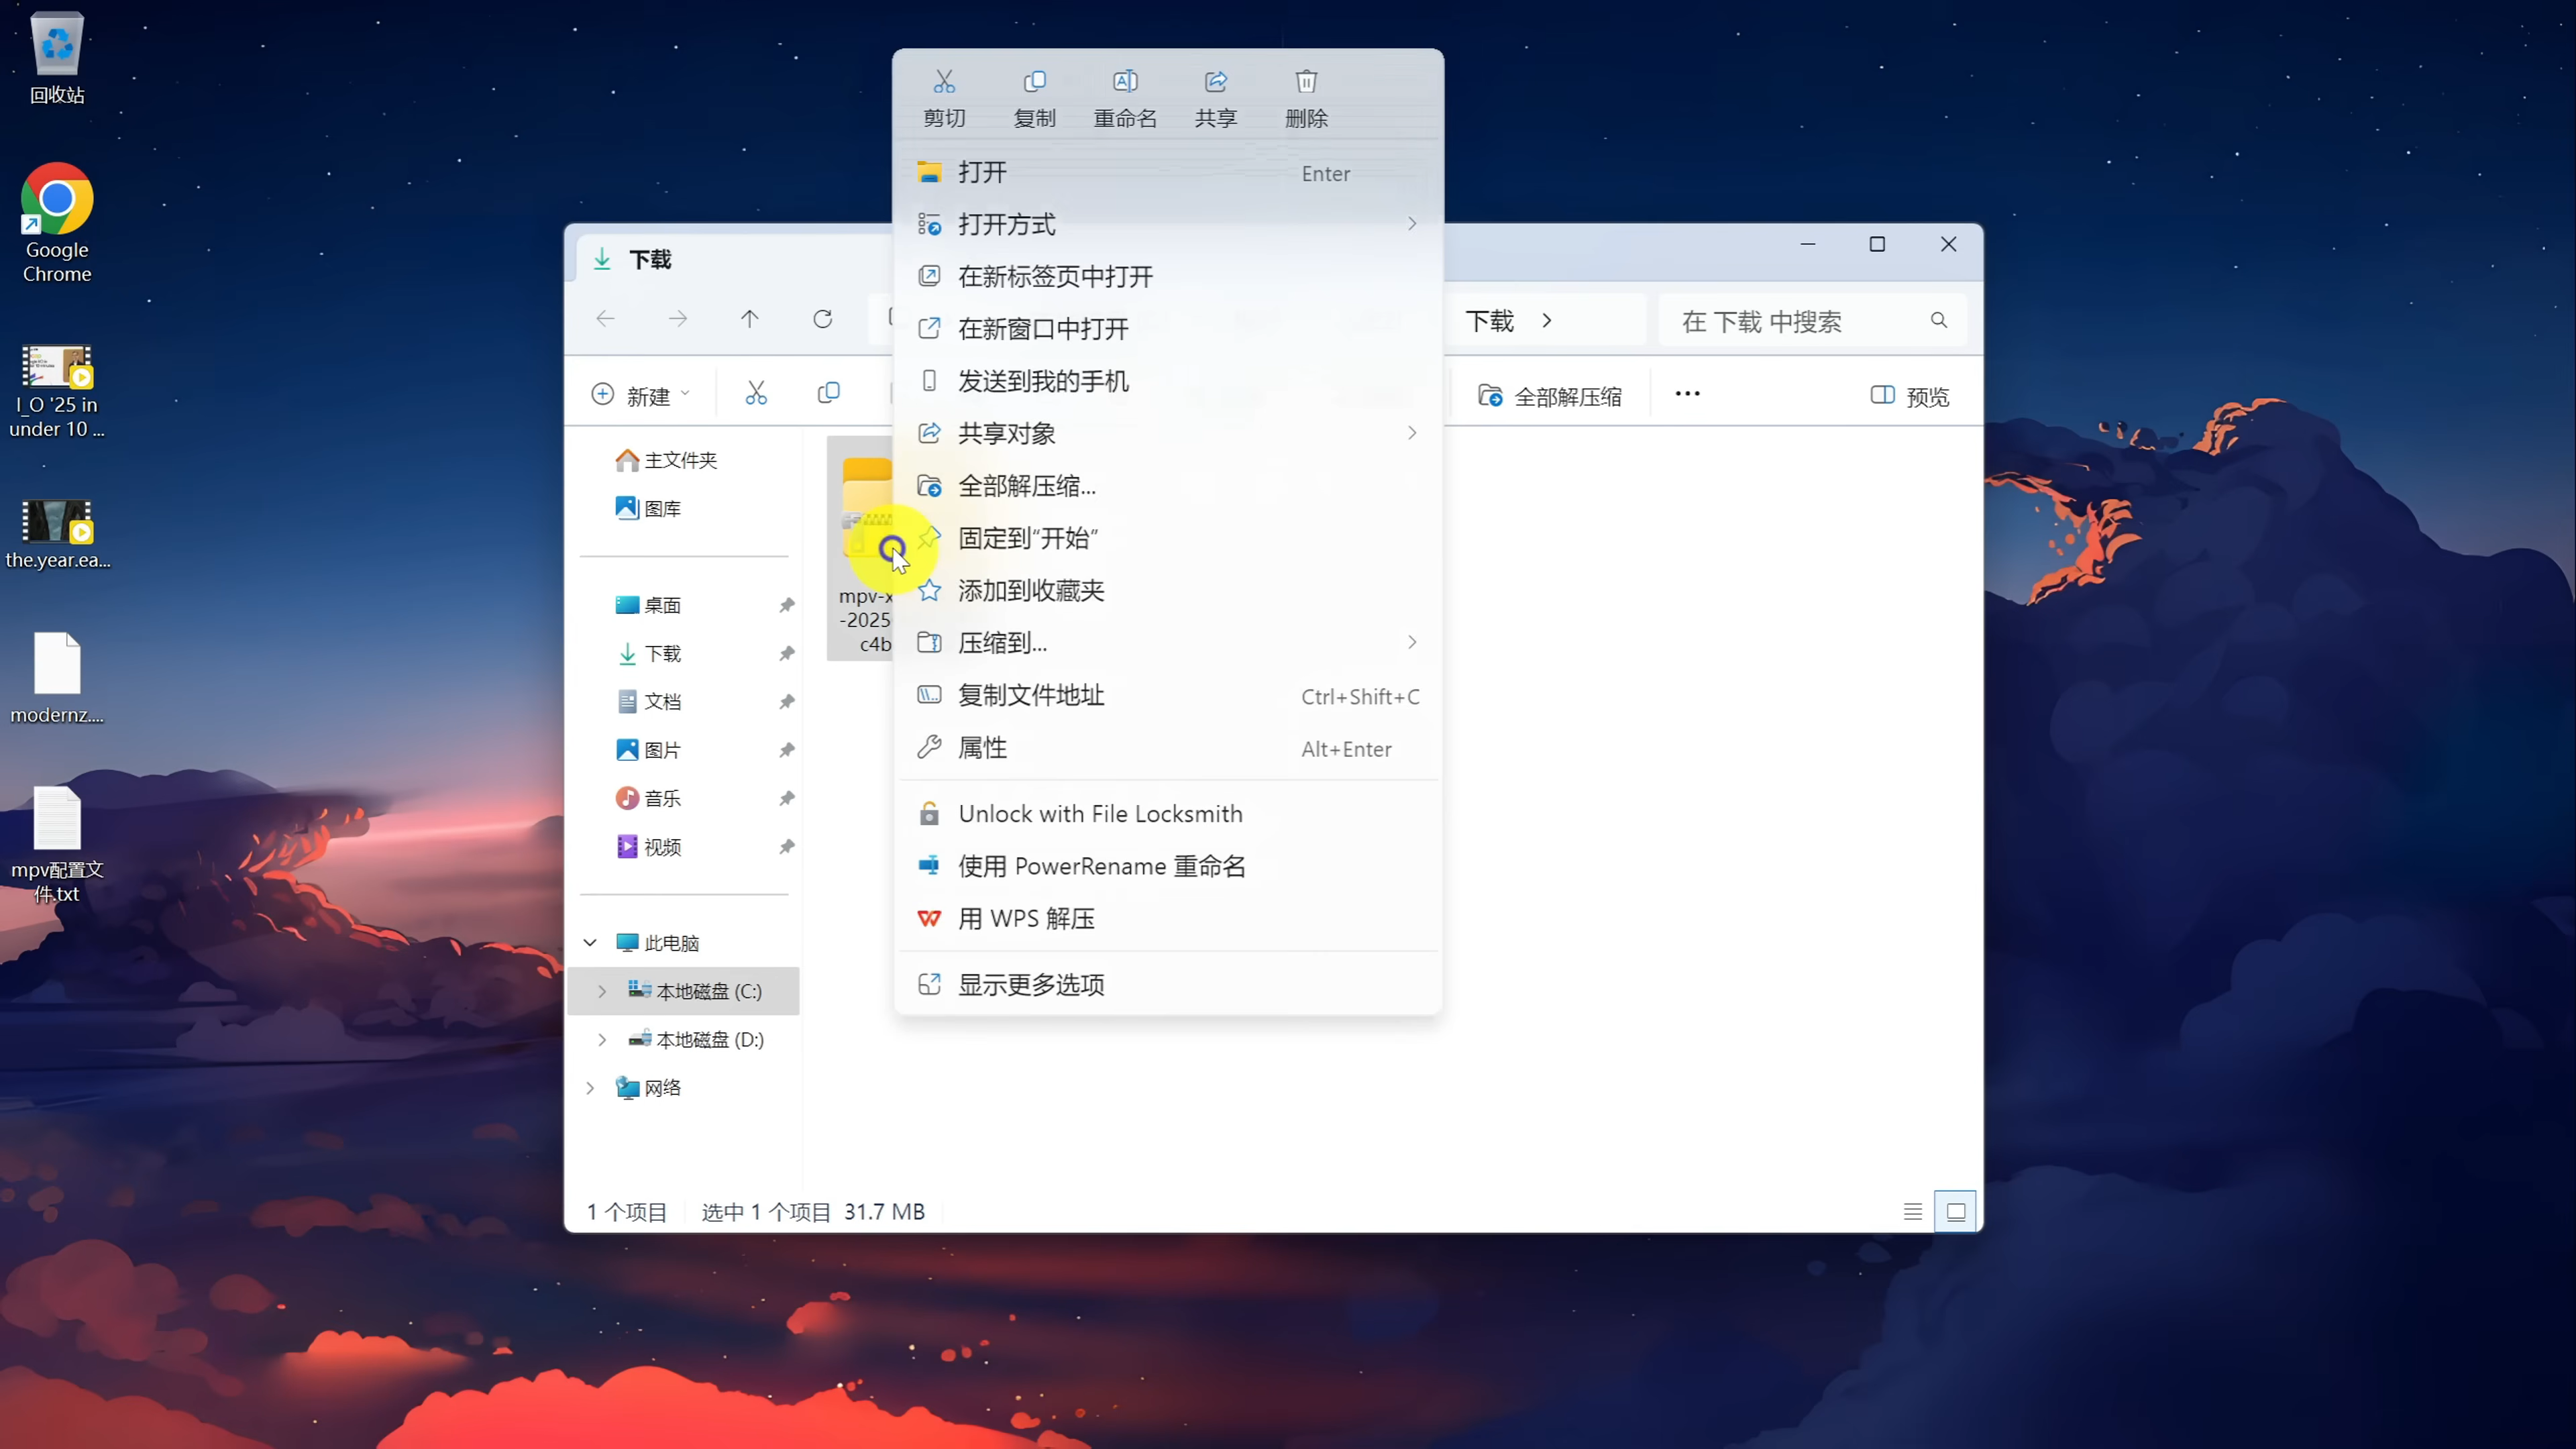 回收站
Google
Chrome
I_O '25 in
under 10 ...
the.year.ea...
modernz....
mpv配置文
件.txt
剪切
复制
重命名
共享
删除
打开
Enter
打开方式
在新标签页中打开
在新窗口中打开
发送到我的手机
共享对象
全部解压缩...
固定到“开始”
添加到收藏夹
压缩到...
复制文件地址
Ctrl+Shift+C
属性
Alt+Enter
Unlock with File Locksmith
使用 PowerRename 重命名
用 WPS 解压
显示更多选项
下载
下载
在 下载 中搜索
新建
全部解压缩
预览
主文件夹
图库
桌面
下载
文档
图片
音乐
视频
此电脑
本地磁盘 (C:)
本地磁盘 (D:)
网络
mpv-x
-2025
c4b
1 个项目
选中 1 个项目 31.7 MB